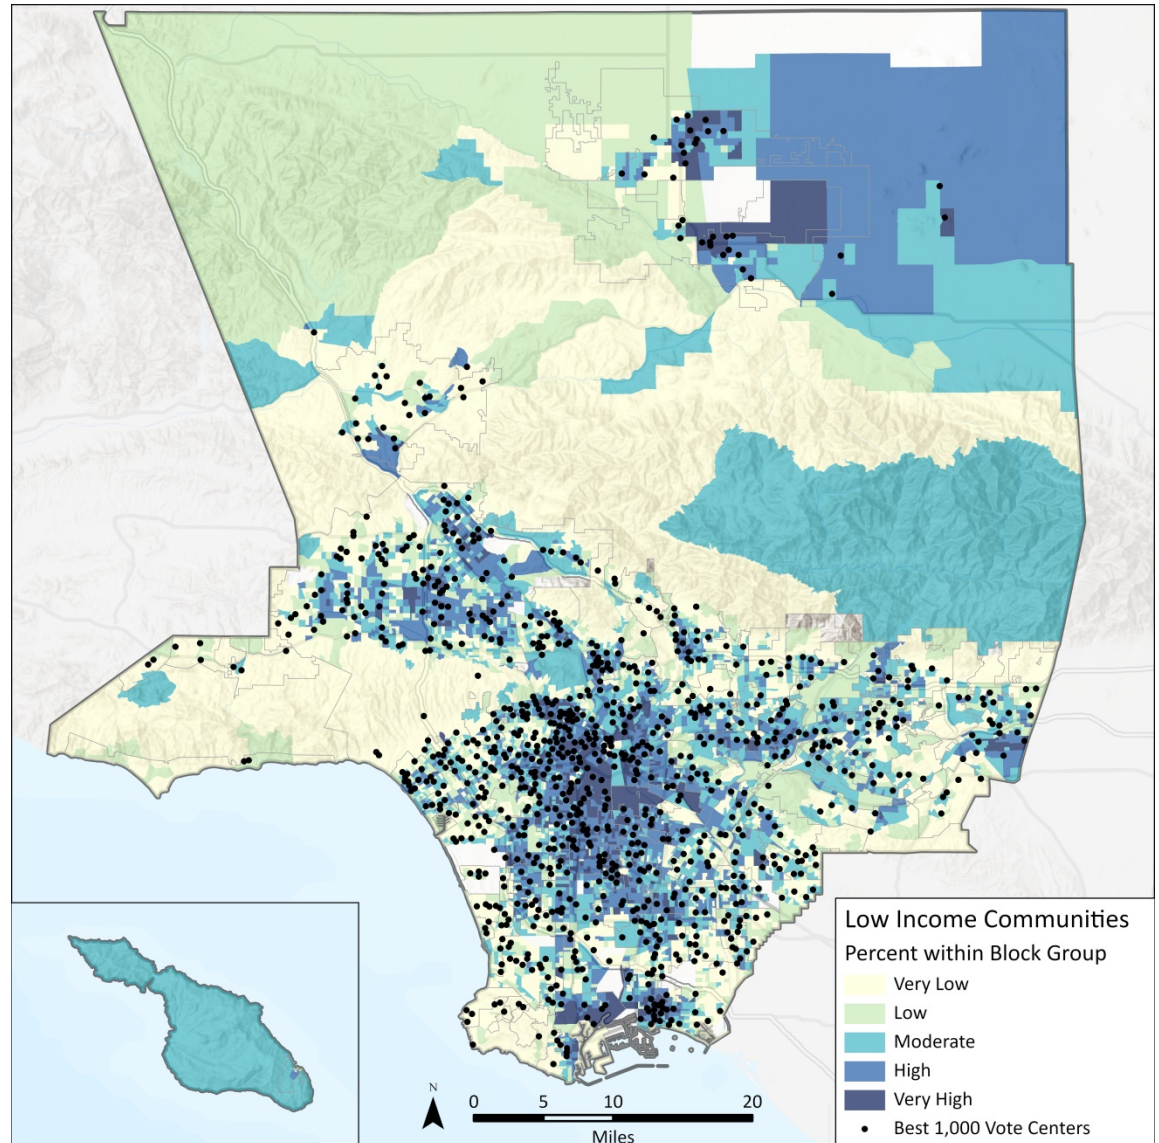 Low Income Communities
Percent within Block Group
Very Low
Low
Moderate
High
Very High
Best 1,000 Vote Centers
N
0 5 10 20
Miles